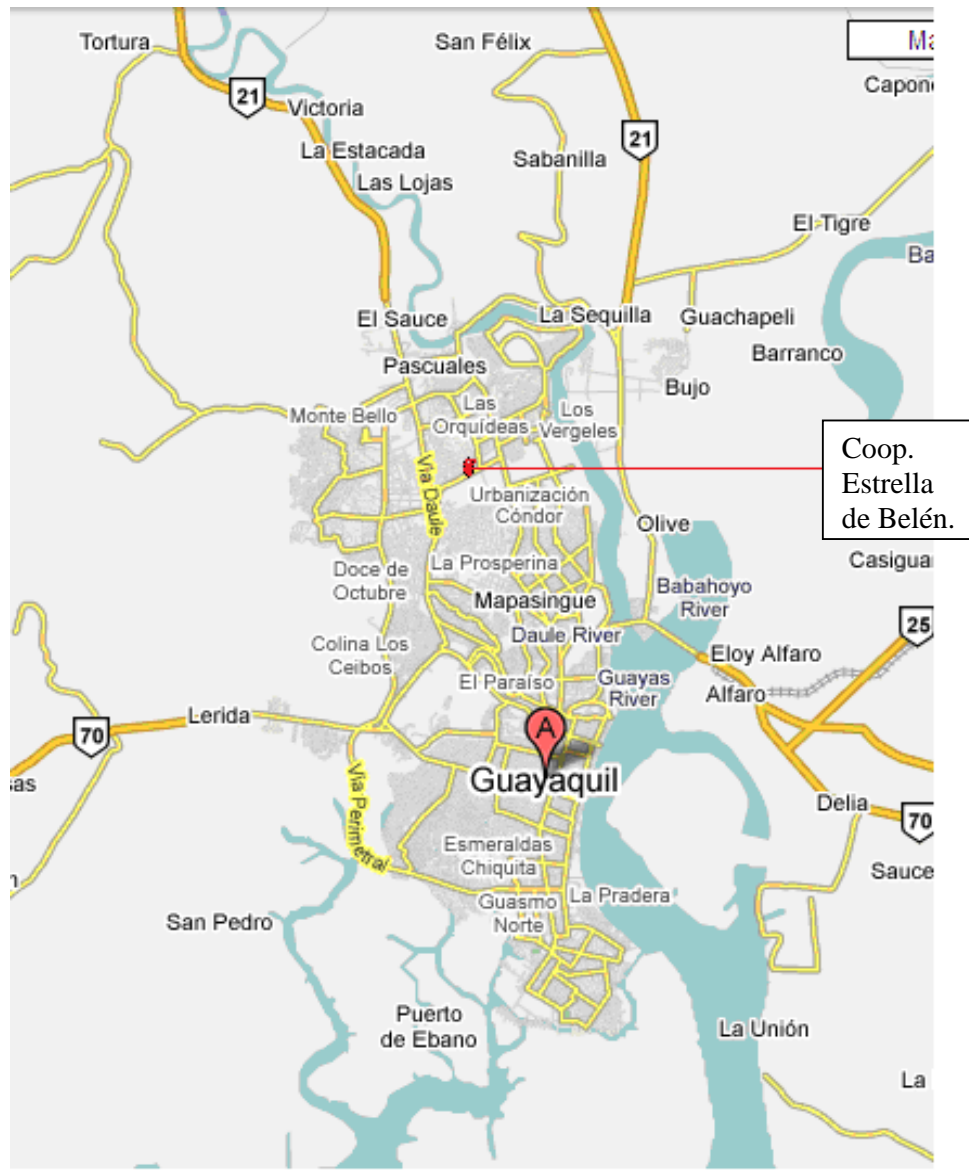 Tortura
San Félix
21
Victoria
Capon
La Estacada
21
Sabanilla
Las Lojas
El Tigre
Ba
El Sauce
La Sequilla
Guachapeli
Barranco
Pascuales
Bujo
Monte Bello
Las
Orquídeas
Los
Vergeles
Coop.
Estrella
de Belén.
Vía Daule
Urbanización
Cóndor
Olive
Casigua
Doce de
Octubre
La Prosperina
Mapasingue
Babahoyo
River
Daule River
25
Colina Los
Ceibos
Eloy Alfaro
El Paraíso
Guayas
River
Alfaro
Lerida
70
A
Guayaquil
sas
Vía Perimetral
Delia
70
Esmeraldas
Chiquita
Sauce
La Pradera
Guasmo
Norte
San Pedro
Puerto
de Ebano
La Unión
La